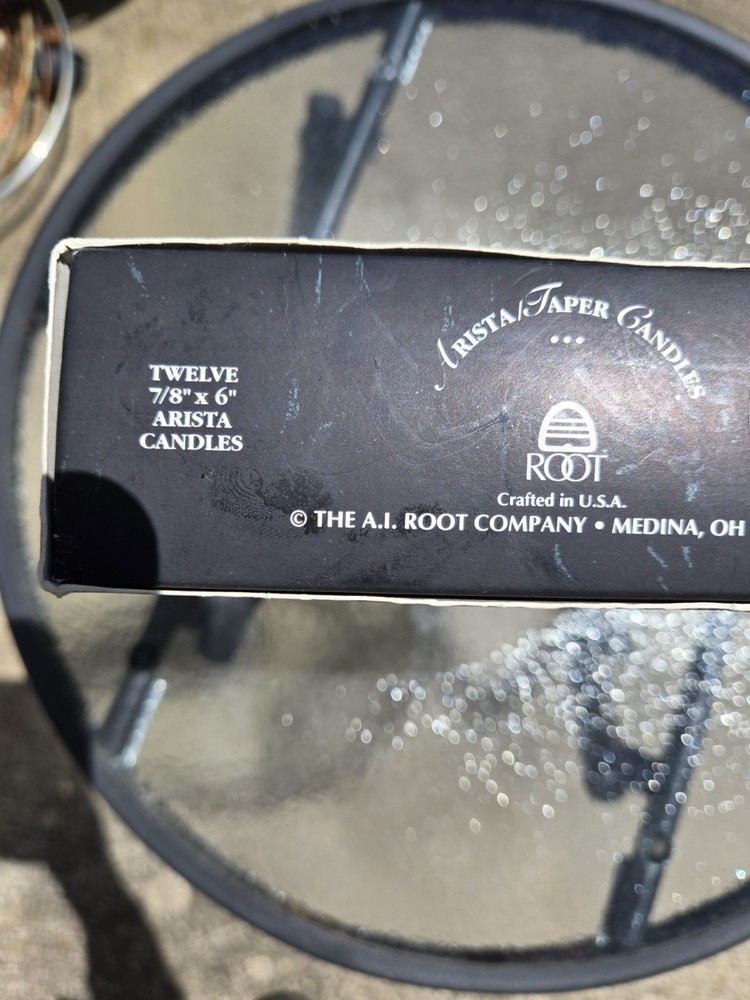 TWELVE
7/8" x 6"
ARISTA
CANDLES
ARISTA/TAPER CANDLES
ROOT
Crafted in U.S.A.
© THE A.I. ROOT COMPANY • MEDINA, OH